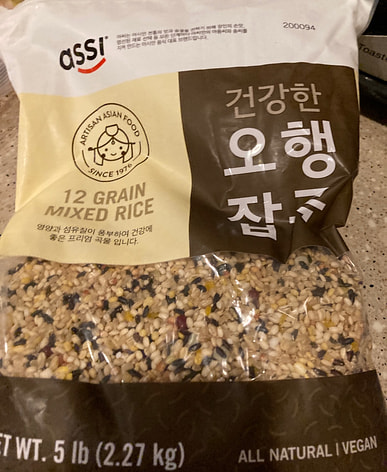 assi
200094
건강한
오행
잡곡
ARTISAN ASIAN FOOD
SINCE 1976
12 GRAIN
MIXED RICE
영양과 섬유질이 풍부하며 건강에
좋은 프리엄 곡물 입니다.
ET WT. 5 lb (2.27 kg)
ALL NATURAL | VEGAN